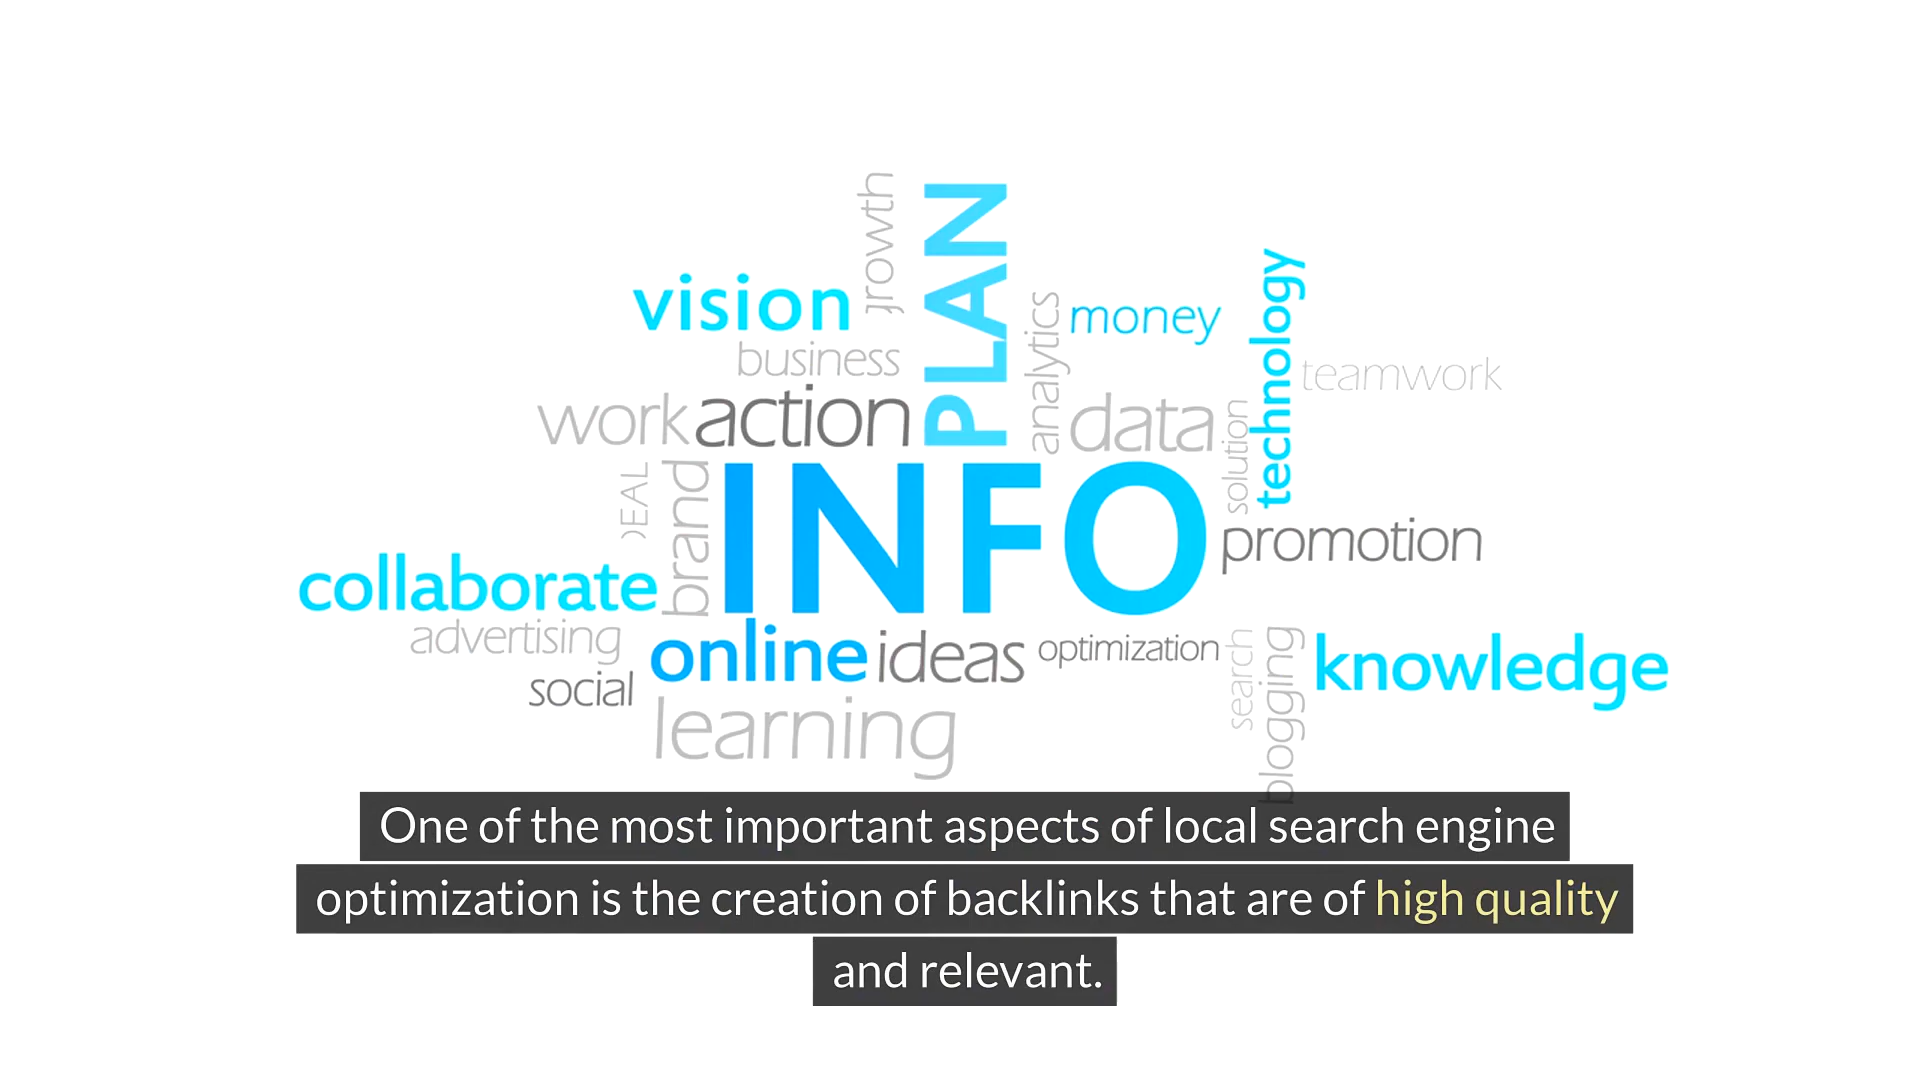 growth
PLAN
vision
technology
analytics
money
business
teamwork
work
action
data
solution
brand
INFO
promotion
collaborate
advertising
online
ideas
optimization
search
blogging
knowledge
social
learning
One of the most important aspects of local search engine
optimization is the creation of backlinks that are of high quality
and relevant.